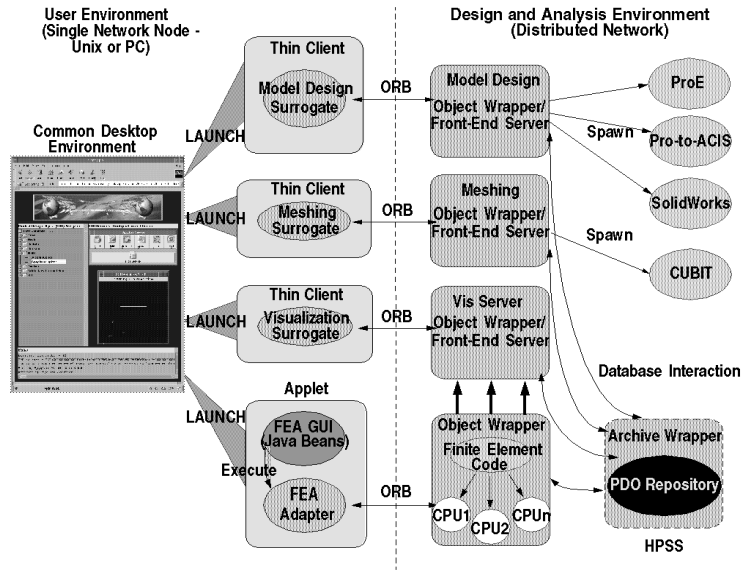 User Environment
(Single Network Node -
Unix or PC)
Design and Analysis Environment
(Distributed Network)
Common Desktop
Environment
LAUNCH
Thin Client
Model Design
Surrogate
ORB
Model Design
Object Wrapper/
Front-End Server
Spawn
ProE
Pro-to-ACIS
SolidWorks
LAUNCH
Thin Client
Meshing
Surrogate
ORB
Meshing
Object Wrapper/
Front-End Server
Spawn
CUBIT
LAUNCH
Thin Client
Visualization
Surrogate
ORB
Vis Server
Object Wrapper/
Front-End Server
Database Interaction
LAUNCH
Applet
FEA GUI
(Java Beans)
Execute
FEA
Adapter
ORB
Object Wrapper
Finite Element
Code
CPU1
CPU2
CPUn
Archive Wrapper
PDO Repository
HPSS